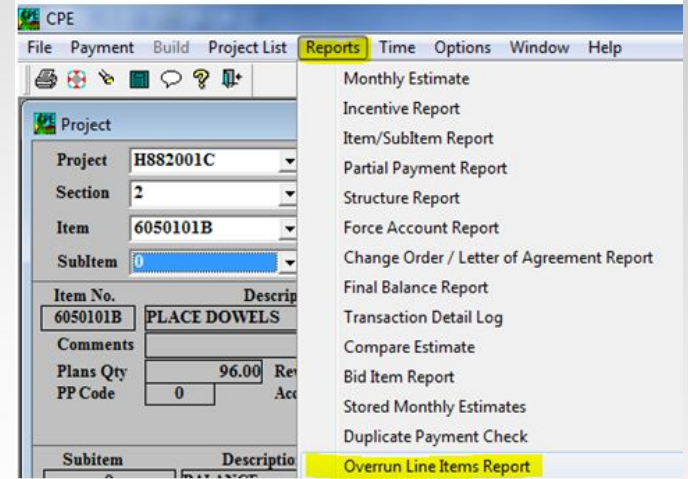 CPE
File Payment Build Project List Reports Time Options Window Help
Project
Project H882001C
Section 2
Item 6050101B
SubItem 0
Item No. Descrip
6050101B PLACE DOWELS
Comments
Plans Qty 96.00 Rev
PP Code 0 Acc
Subitem Descriptio
Monthly Estimate
Incentive Report
Item/SubItem Report
Partial Payment Report
Structure Report
Force Account Report
Change Order / Letter of Agreement Report
Final Balance Report
Transaction Detail Log
Compare Estimate
Bid Item Report
Stored Monthly Estimates
Duplicate Payment Check
Overrun Line Items Report